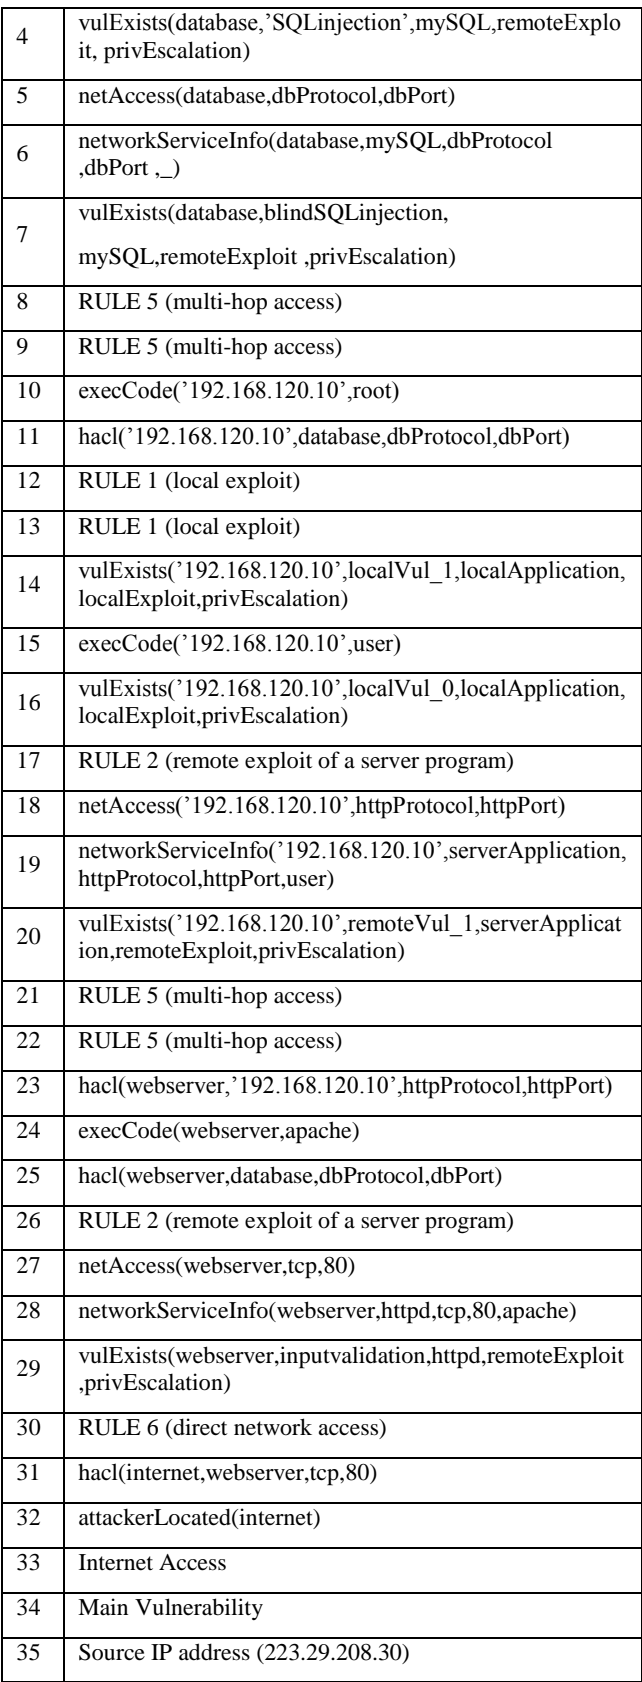 4 vulExists(database,’SQLinjection’,mySQL,remoteExplo
it, privEscalation)
5 netAccess(database,dbProtocol,dbPort)
6 networkServiceInfo(database,mySQL,dbProtocol
,dbPort ,_)
7 vulExists(database,blindSQLinjection,
mySQL,remoteExploit ,privEscalation)
8 RULE 5 (multi-hop access)
9 RULE 5 (multi-hop access)
10 execCode(’192.168.120.10’,root)
11 hacl(’192.168.120.10’,database,dbProtocol,dbPort)
12 RULE 1 (local exploit)
13 RULE 1 (local exploit)
14 vulExists(’192.168.120.10’,localVul_1,localApplication,
localExploit,privEscalation)
15 execCode(’192.168.120.10’,user)
16 vulExists(’192.168.120.10’,localVul_0,localApplication,
localExploit,privEscalation)
17 RULE 2 (remote exploit of a server program)
18 netAccess(’192.168.120.10’,httpProtocol,httpPort)
19 networkServiceInfo(’192.168.120.10’,serverApplication,
httpProtocol,httpPort,user)
20 vulExists(’192.168.120.10’,remoteVul_1,serverApplicat
ion,remoteExploit,privEscalation)
21 RULE 5 (multi-hop access)
22 RULE 5 (multi-hop access)
23 hacl(webserver,’192.168.120.10’,httpProtocol,httpPort)
24 execCode(webserver,apache)
25 hacl(webserver,database,dbProtocol,dbPort)
26 RULE 2 (remote exploit of a server program)
27 netAccess(webserver,tcp,80)
28 networkServiceInfo(webserver,httpd,tcp,80,apache)
29 vulExists(webserver,inputvalidation,httpd,remoteExploit
,privEscalation)
30 RULE 6 (direct network access)
31 hacl(internet,webserver,tcp,80)
32 attackerLocated(internet)
33 Internet Access
34 Main Vulnerability
35 Source IP address (223.29.208.30)